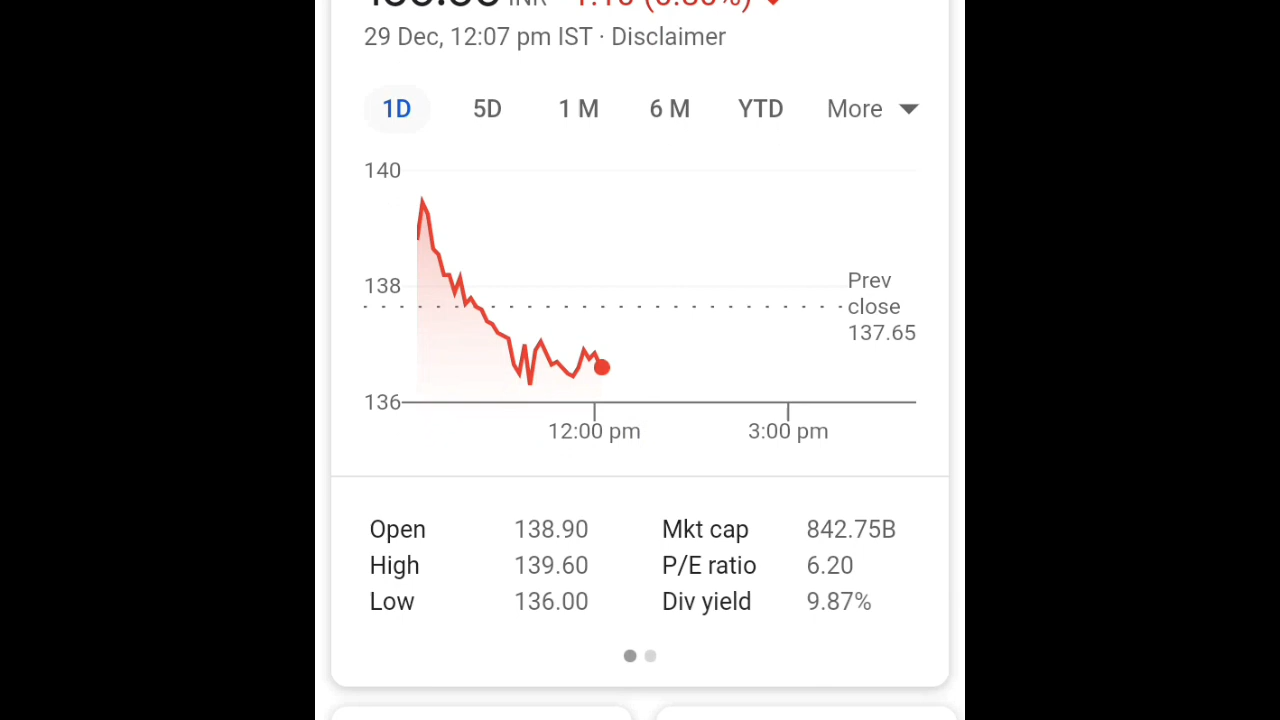 INR
29 Dec, 12:07 pm IST · Disclaimer
1D 5D 1 M 6 M YTD More
140
138
136
Prev
close
137.65
12:00 pm 3:00 pm
Open 138.90 Mkt cap 842.75B
High 139.60 P/E ratio 6.20
Low 136.00 Div yield 9.87%